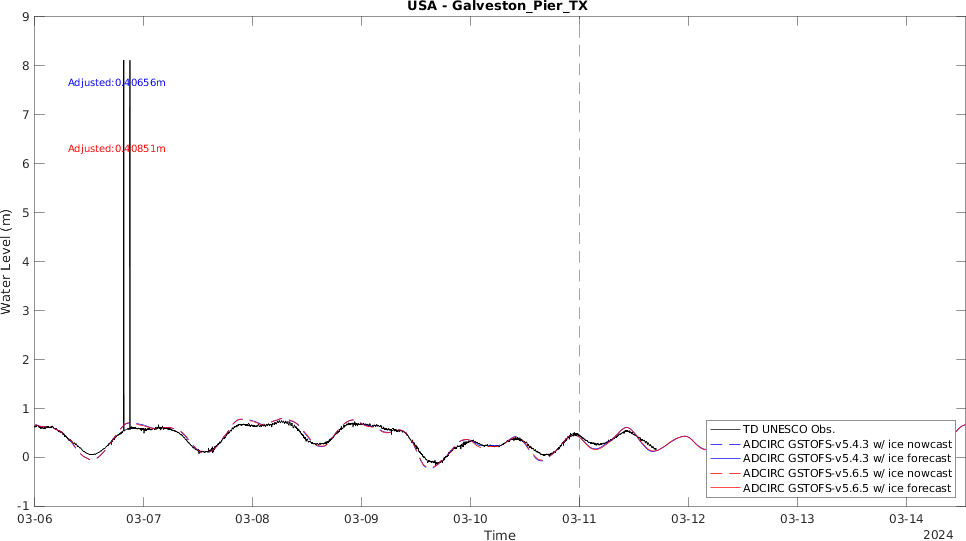 USA - Galveston_Pier_TX
9
8
Adjusted:0.40656m
7
Adjusted:0.40851m
6
5
4
3
2
1
0
-1
Water Level (m)
TD UNESCO Obs.
ADCIRC GSTOFS-v5.4.3 w/ ice nowcast
ADCIRC GSTOFS-v5.4.3 w/ ice forecast
ADCIRC GSTOFS-v5.6.5 w/ ice nowcast
ADCIRC GSTOFS-v5.6.5 w/ ice forecast
03-06 03-07 03-08 03-09 03-10 03-11 03-12 03-13 03-14
Time
2024